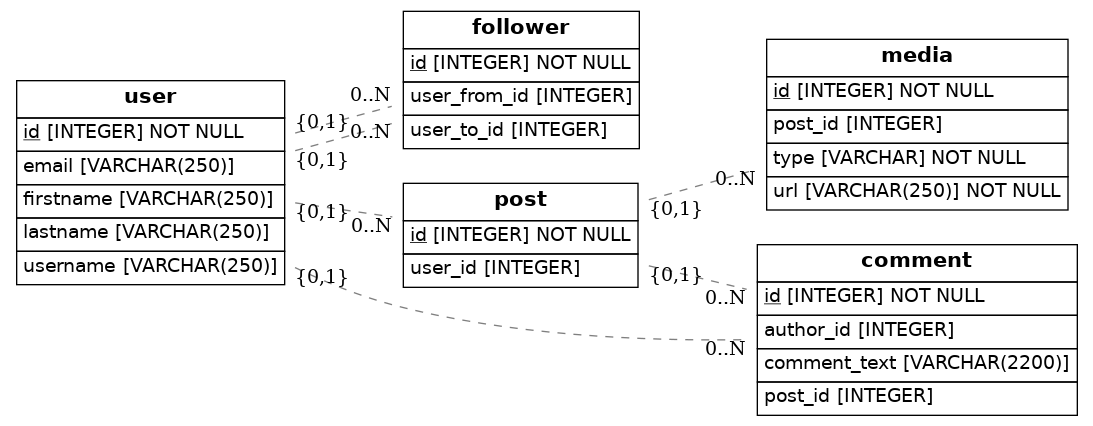 user
id [INTEGER] NOT NULL
email [VARCHAR(250)]
firstname [VARCHAR(250)]
lastname [VARCHAR(250)]
username [VARCHAR(250)]
follower
id [INTEGER] NOT NULL
user_from_id [INTEGER]
user_to_id [INTEGER]
post
id [INTEGER] NOT NULL
user_id [INTEGER]
media
id [INTEGER] NOT NULL
post_id [INTEGER]
type [VARCHAR] NOT NULL
url [VARCHAR(250)] NOT NULL
comment
id [INTEGER] NOT NULL
author_id [INTEGER]
comment_text [VARCHAR(2200)]
post_id [INTEGER]
0..N
{0,1}
0..N
{0,1}
{0,1}
0..N
{0,1}
0..N
0..N
{0,1}
{0,1}
0..N